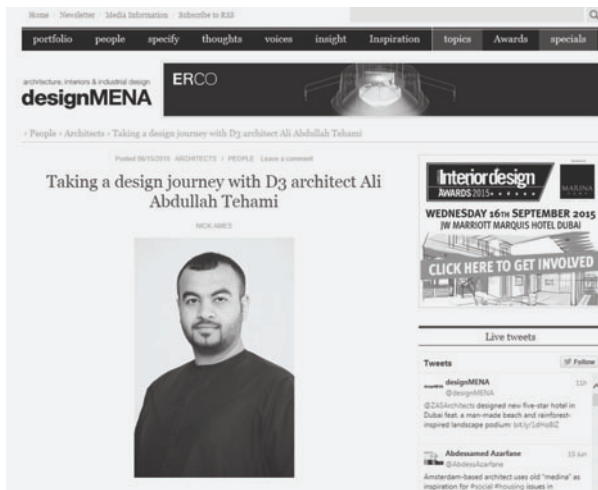 Home / Newsletter / Media Information / Subscribe to RSS
portfolio people specify thoughts voices insight Inspiration topics Awards specials
architecture, interiors & industrial design
designMENA
ERCO
› People › Architects › Taking a design journey with D3 architect Ali Abdullah Tehami
Posted 06/15/2015 ARCHITECTS / PEOPLE Leave a comment
Taking a design journey with D3 architect Ali
Abdullah Tehami
NICK AMES
Interior design
AWARDS 2015
MARINA
WEDNESDAY 16TH SEPTEMBER 2015
JW MARRIOTT MARQUIS HOTEL DUBAI
CLICK HERE TO GET INVOLVED
Live tweets
Tweets
Follow
designMENA 11h
@designMENA
@ZASArchitects designed new five-star hotel in
Dubai feat. a man-made beach and rainforest-
inspired landscape podium:
Abdessamed Azarfane 15 Jun
@AbdessAzarfane
Amsterdam-based architect uses old "medina" as
inspiration for #social #housing issues in